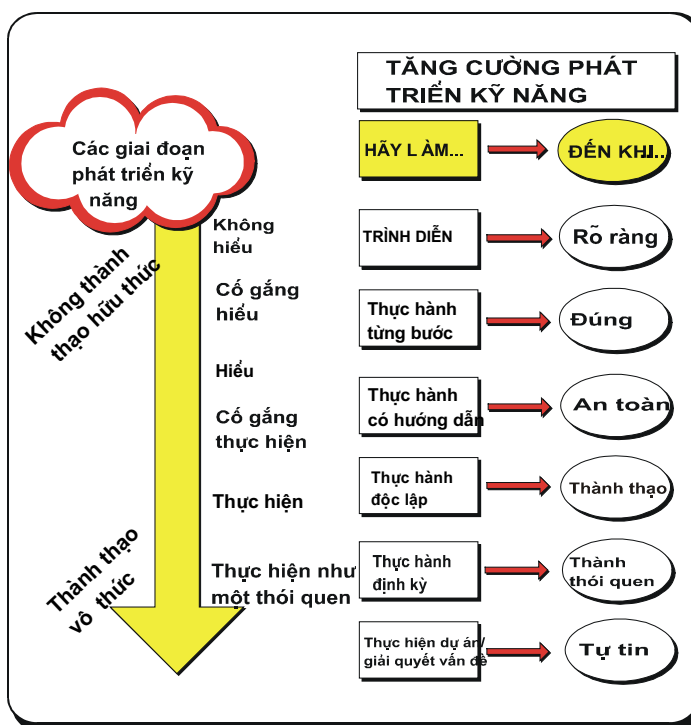 TĂNG CƯỜNG PHÁT
TRIỂN KỸ NĂNG
Các giai đoạn
phát triển kỹ
năng
HÃY L ÀM...
ĐẾN KHI...
Không
hiểu
TRÌNH DIỄN
Rõ ràng
Không thành
thạo hữu thức
Cố gắng
hiểu
Thực hành
từng bước
Đúng
Hiểu
Thực hành
có hướng dẫn
An toàn
Cố gắng
thực hiện
Thực hiện
Thực hành
độc lập
Thành thạo
Thành thạo
vô thức
Thực hiện như
một thói quen
Thực hành
định kỳ
Thành
thói quen
Thực hiện dự án/
giải quyết vấn đề
Tự tin